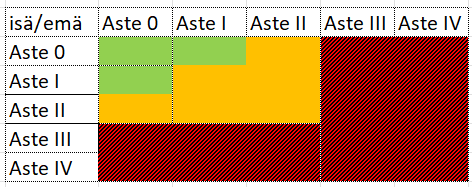 isä/emä Aste 0 Aste I Aste II Aste III Aste IV
Aste 0
Aste I
Aste II
Aste III
Aste IV